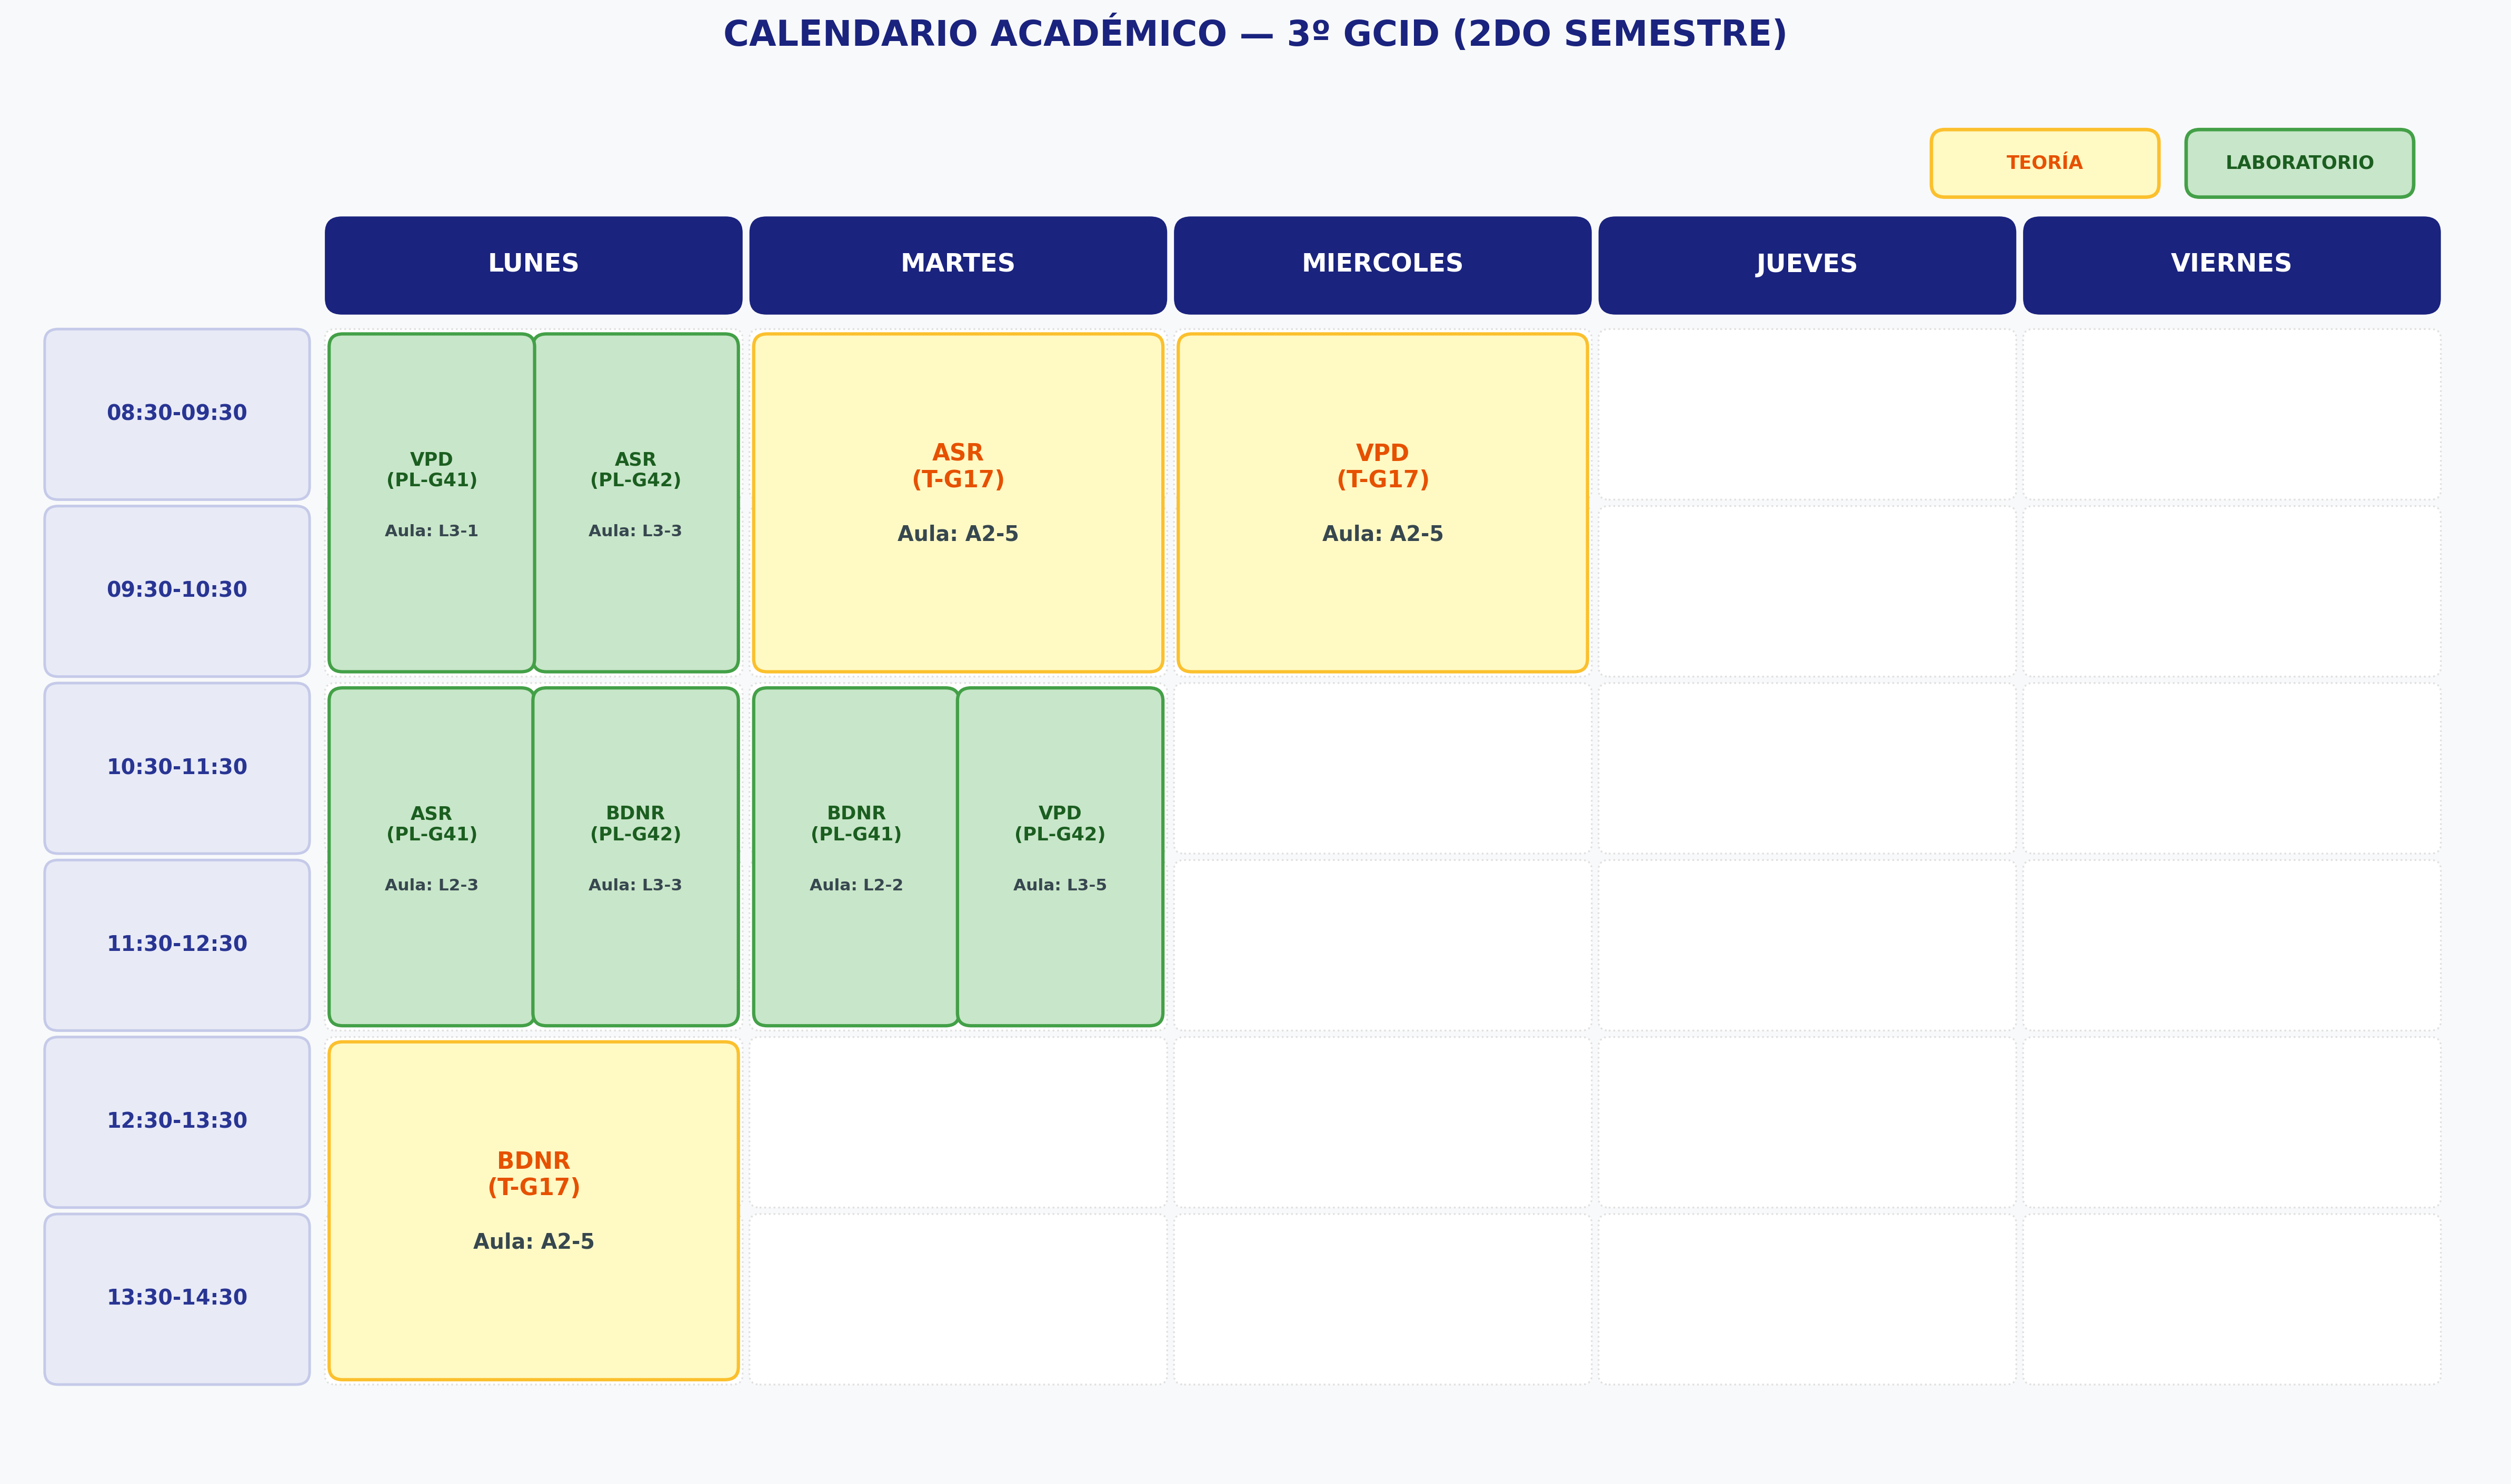 CALENDARIO ACADÉMICO — 3º GCID (2DO SEMESTRE)
TEORÍA
LABORATORIO
LUNES
MARTES
MIERCOLES
JUEVES
VIERNES
08:30-09:30
09:30-10:30
VPD
(PL-G41)
Aula: L3-1
ASR
(PL-G42)
Aula: L3-3
ASR
(T-G17)
Aula: A2-5
VPD
(T-G17)
Aula: A2-5
10:30-11:30
11:30-12:30
ASR
(PL-G41)
Aula: L2-3
BDNR
(PL-G42)
Aula: L3-3
BDNR
(PL-G41)
Aula: L2-2
VPD
(PL-G42)
Aula: L3-5
12:30-13:30
13:30-14:30
BDNR
(T-G17)
Aula: A2-5